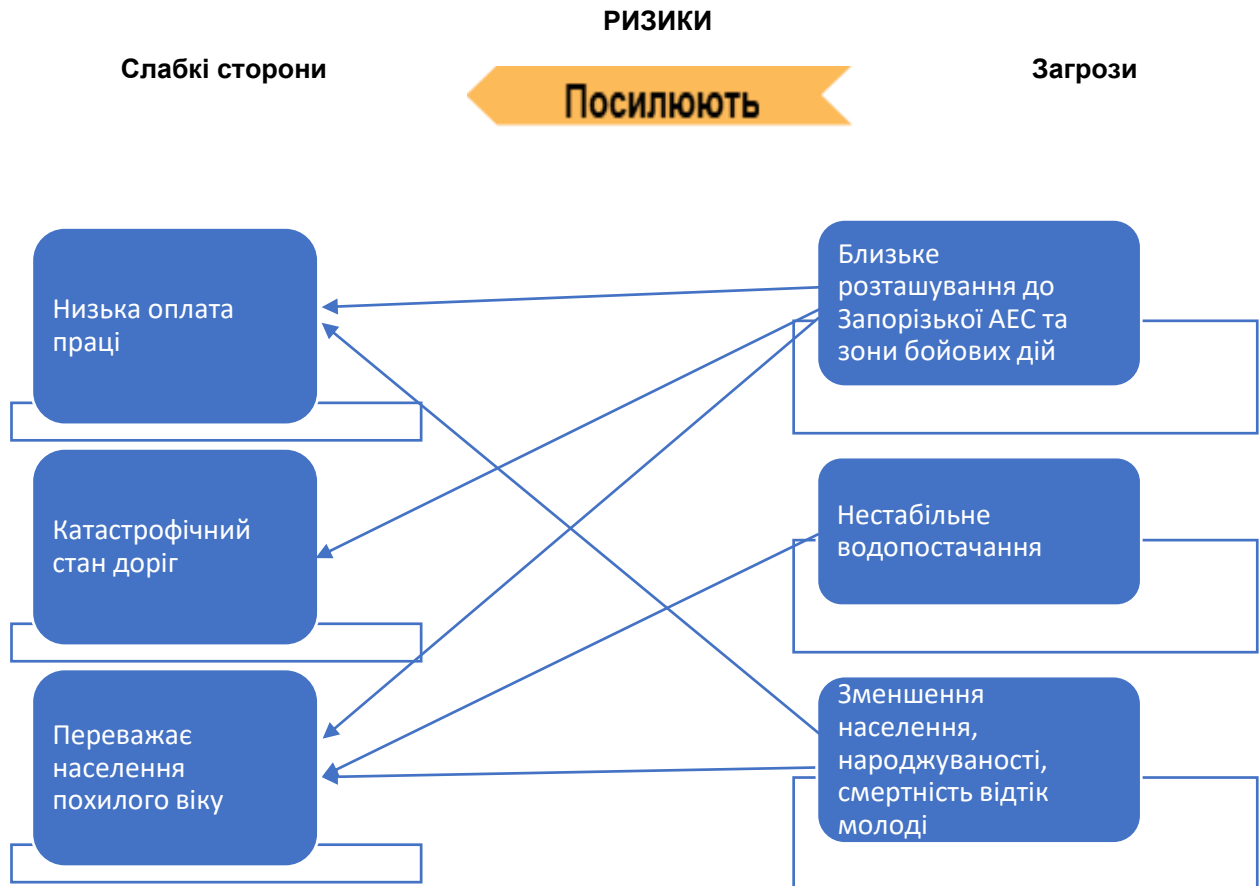 РИЗИКИ
Слабкі сторони
Загрози
Посилюють
Низька оплата
праці
Близьке
розташування до
Запорізької АЕС та
зони бойових дій
Катастрофічний
стан доріг
Нестабільне
водопостачання
Переважає
населення
похилого віку
Зменшення
населення,
народжуваності,
смертність відтік
молоді